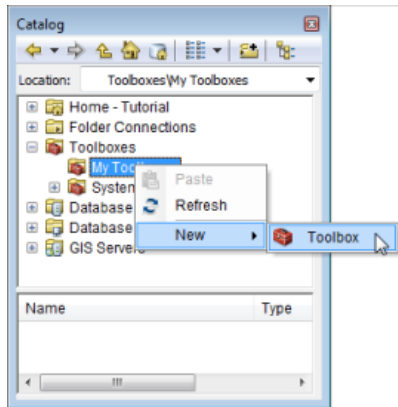 Catalog
Location: Toolboxes\My Toolboxes
Home - Tutorial
Folder Connections
Toolboxes
My
System
Paste
Database
Refresh
Database
New
Toolbox
GIS Servers
Name Type